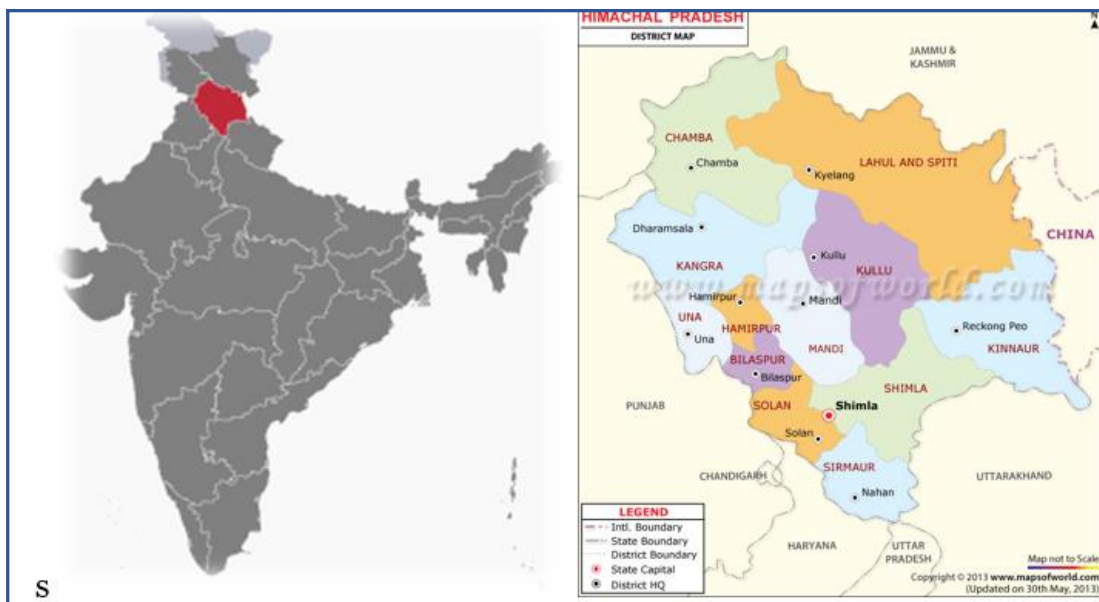 S
HIMACHAL PRADESH
DISTRICT MAP
N
JAMMU &
KASHMIR
CHAMBA
Chamba
LAHUL AND SPITI
Kyelang
Dharamsala
CHINA
KANGRA
Kullu
KULLU
www.mapsofworld.com
Hamirpur
Mandi
UNA
Una
HAMIRPUR
Reckong Peo
KINNAUR
MANDI
BILASPUR
Bilaspur
SHIMLA
PUNJAB
SOLAN
Shimla
Solan
SIRMAUR
CHANDIGARH
UTTARAKHAND
Nahan
LEGEND
Intl. Boundary
State Boundary
District Boundary
State Capital
District HQ
HARYANA
UTTAR
PRADESH
Map not to Scale
Copyright © 2013 www.mapsofworld.com
(Updated on 30th May, 2013)